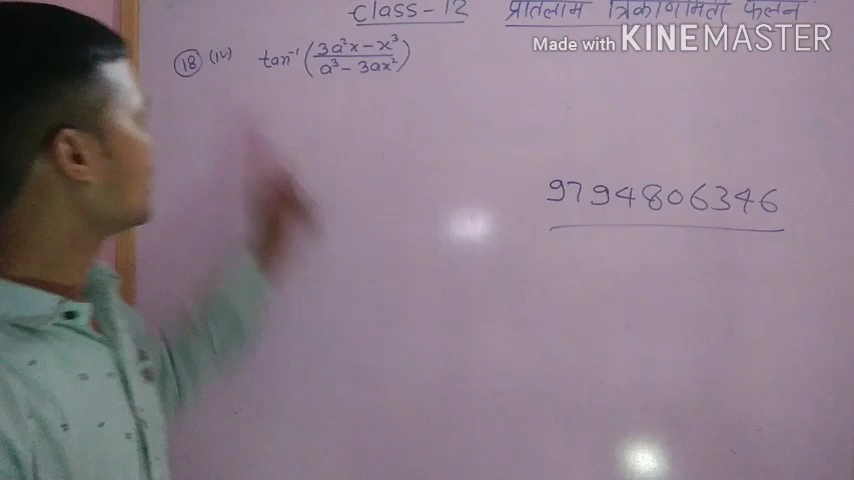 Class-12 प्रतिलोम त्रिकोणमिती फलन
Made with KINEMASTER
18 (iv) tan⁻¹ (3a²x - x³ / a³ - 3ax²)
9794806346